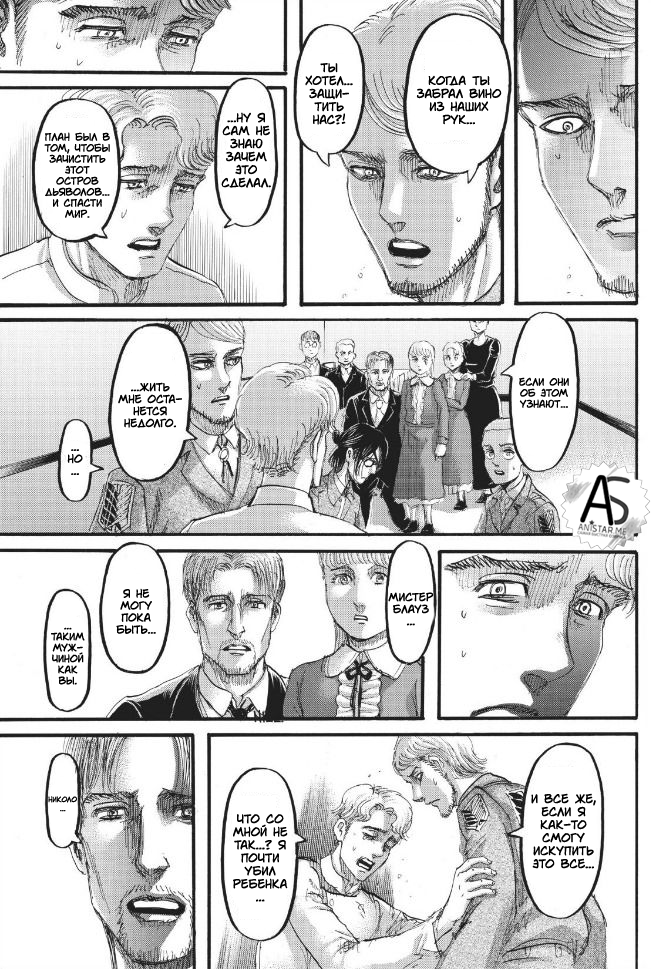 КОГДА ТЫ
ЗАБРАЛ ВИНО
ИЗ НАШИХ
РУК...
ТЫ
ХОТЕЛ...
ЗАЩИ-
ТИТЬ
НАС?!
...НУ Я
САМ НЕ
ЗНАЮ
ЗАЧЕМ
ЭТО
СДЕЛАЛ.
ПЛАН БЫЛ В
ТОМ, ЧТОБЫ
ЗАЧИСТИТЬ
ЭТОТ
ОСТРОВ
ДЬЯВОЛОВ...
...И СПАСТИ
МИР.
ЕСЛИ ОНИ
ОБ ЭТОМ
УЗНАЮТ...
...ЖИТЬ
МНЕ ОСТА-
НЕТСЯ
НЕДОЛГО.
...
НО ...
AS
ANISTAR.ME
МИСТЕР
БЛАУЗ
...
Я НЕ
МОГУ
ПОКА
БЫТЬ...
...
ТАКИМ
МУЖ-
ЧИНОЙ
КАК
ВЫ.
И ВСЕ ЖЕ,
ЕСЛИ Я
КАК-ТО
СМОГУ
ИСКУПИТЬ
ЭТО ВСЕ...
ЧТО СО
МНОЙ НЕ
ТАК...? Я
ПОЧТИ
УБИЛ
РЕБЕНКА
...
НИКОЛО
...